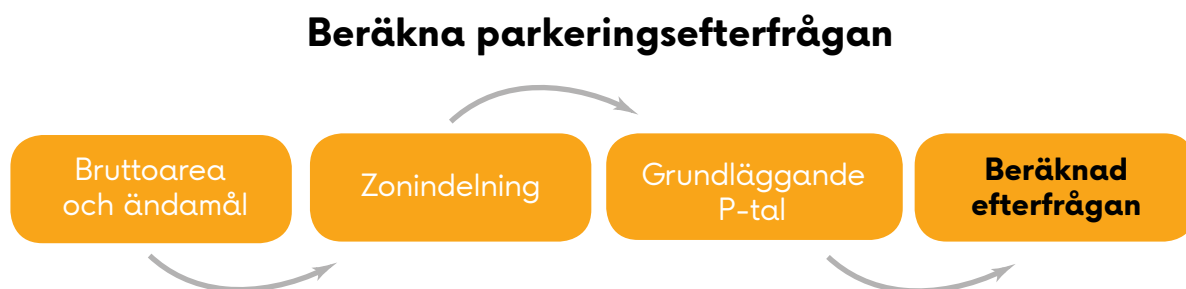 Beräkna parkeringsefterfrågan
Bruttoarea
och ändamål
Zonindelning
Grundläggande
P-tal
Beräknad
efterfrågan